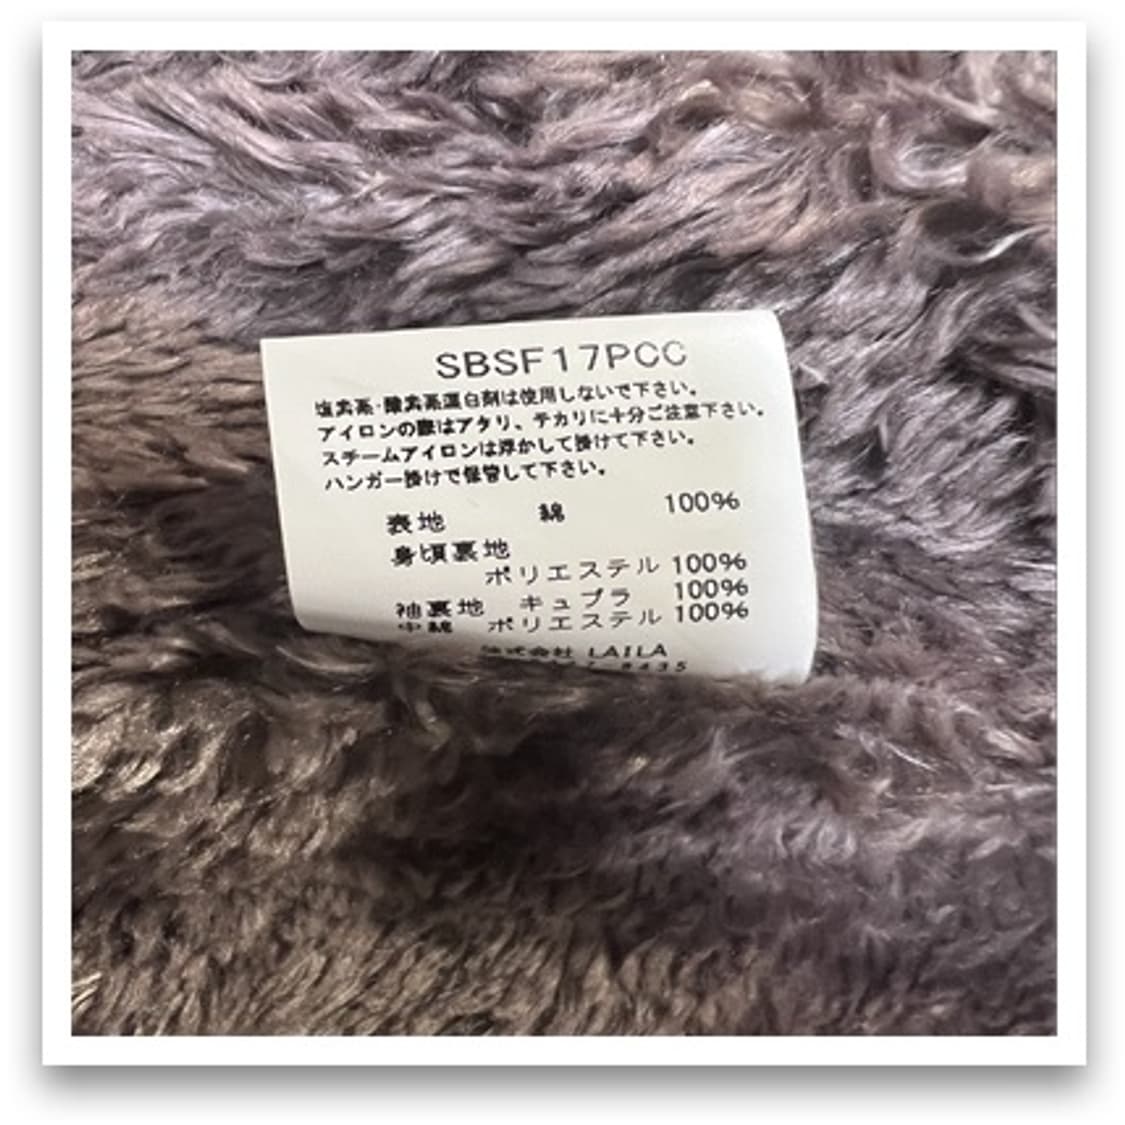 SBSF17PCC
塩素系・酸素系漂白剤は使用しないで下さい。
アイロンの際はアタリ、テカリに十分ご注意下さい。
スチームアイロンは浮かして掛けて下さい。
ハンガー掛けで保管して下さい。
表地 綿 100%
身頃裏地
ポリエステル 100%
袖裏地 キュプラ 100%
中綿 ポリエステル 100%
株式会社 LAILA
8435